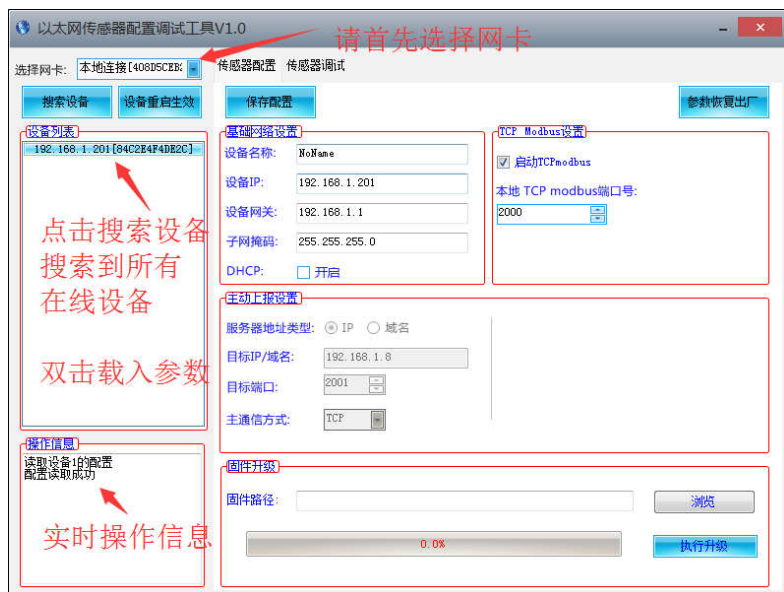 以太网传感器配置调试工具V1.0
请首先选择网卡
选择网卡: 本地连接[408D5CEB:
传感器配置 传感器调试
搜索设备 设备重启生效 保存配置 参数恢复出厂
设备列表
192.168.1.201[84C2E4F4DE2C]
点击搜索设备
搜索到所有
在线设备
双击载入参数
基础网络设置
设备名称: NoName
设备IP: 192.168.1.201
设备网关: 192.168.1.1
子网掩码: 255.255.255.0
DHCP: 开启
TCP Modbus设置
启动TCPmodbus
本地 TCP modbus端口号:
2000
主动上报设置
服务器地址类型: IP 域名
目标IP/域名: 192.168.1.8
目标端口: 2001
主通信方式: TCP
操作信息
读取设备1的配置
配置读取成功
实时操作信息
固件升级
固件路径: 浏览
0.0% 执行升级